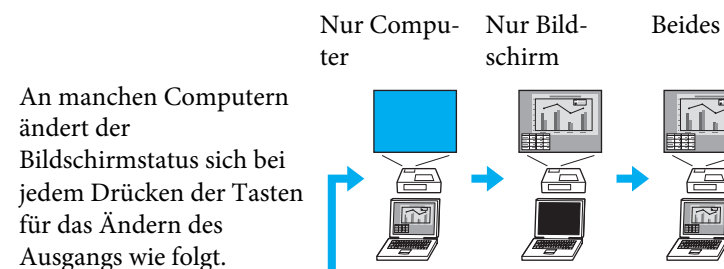 Nur Compu-
ter
Nur Bild-
schirm
Beides
An manchen Computern
ändert der
Bildschirmstatus sich bei
jedem Drücken der Tasten
für das Ändern des
Ausgangs wie folgt.